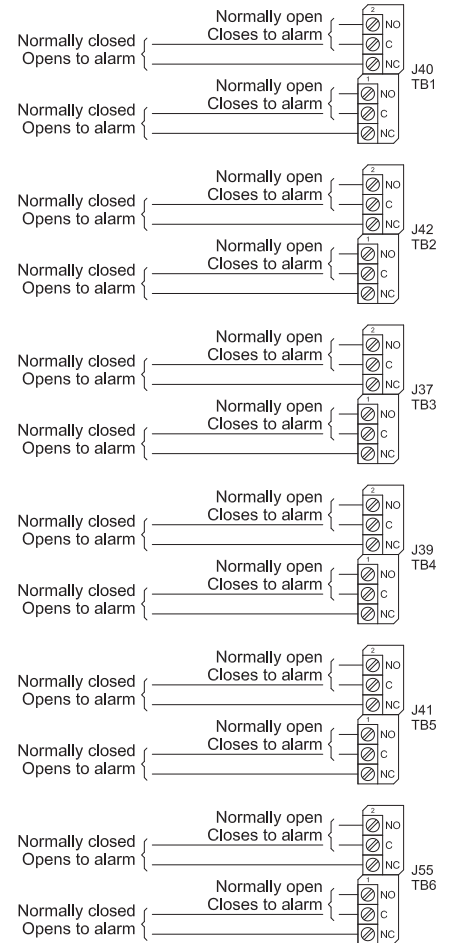 2
Normally open
Closes to alarm
NO
Normally closed
Opens to alarm
C
NC
J40
TB1
1
Normally open
Closes to alarm
NO
Normally closed
Opens to alarm
C
NC
2
Normally open
Closes to alarm
NO
Normally closed
Opens to alarm
C
NC
J42
TB2
1
Normally open
Closes to alarm
NO
Normally closed
Opens to alarm
C
NC
2
Normally open
Closes to alarm
NO
Normally closed
Opens to alarm
C
NC
J37
TB3
1
Normally open
Closes to alarm
NO
Normally closed
Opens to alarm
C
NC
2
Normally open
Closes to alarm
NO
Normally closed
Opens to alarm
C
NC
J39
TB4
1
Normally open
Closes to alarm
NO
Normally closed
Opens to alarm
C
NC
2
Normally open
Closes to alarm
NO
Normally closed
Opens to alarm
C
NC
J41
TB5
1
Normally open
Closes to alarm
NO
Normally closed
Opens to alarm
C
NC
2
Normally open
Closes to alarm
NO
Normally closed
Opens to alarm
C
NC
J55
TB6
1
Normally open
Closes to alarm
NO
Normally closed
Opens to alarm
C
NC